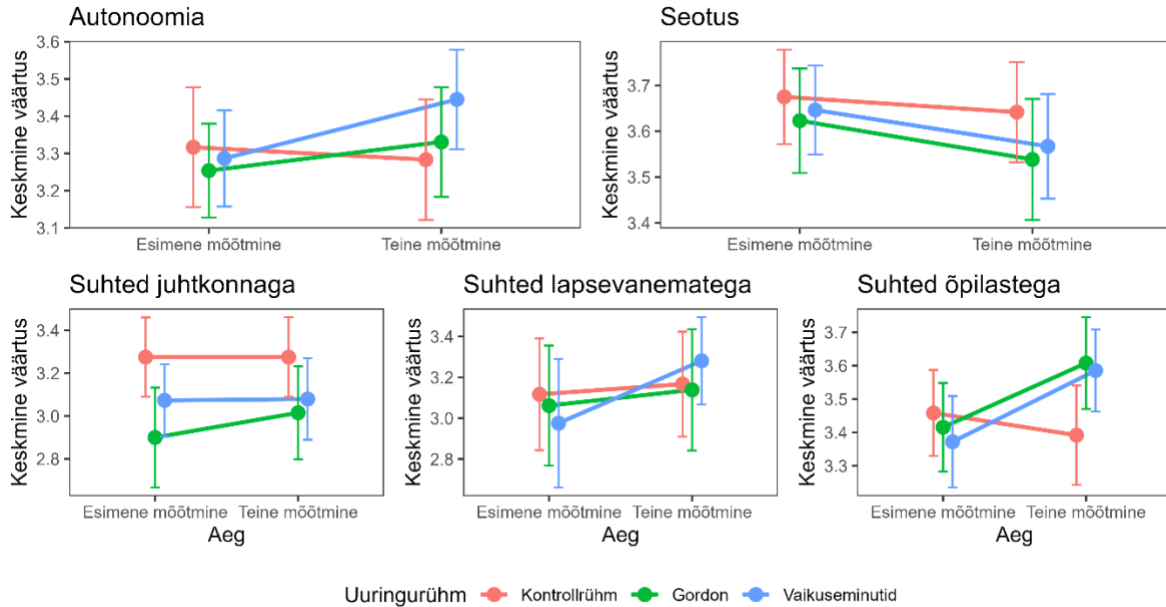 Autonoomia
Keskmine väärtus
3.6
3.5
3.4
3.3
3.2
3.1
Esimene mõõtmine Teine mõõtmine
Seotus
Keskmine väärtus
3.7
3.6
3.5
3.4
Esimene mõõtmine Teine mõõtmine
Suhted juhtkonnaga
Keskmine väärtus
3.4
3.2
3.0
2.8
Esimene mõõtmine Teine mõõtmine
Aeg
Suhted lapsevanematega
Keskmine väärtus
3.4
3.2
3.0
2.8
Esimene mõõtmine Teine mõõtmine
Aeg
Suhted õpilastega
Keskmine väärtus
3.7
3.6
3.5
3.4
3.3
Esimene mõõtmine Teine mõõtmine
Aeg
Uuringurühm Kontrollrühm Gordon Vaikuseminutid